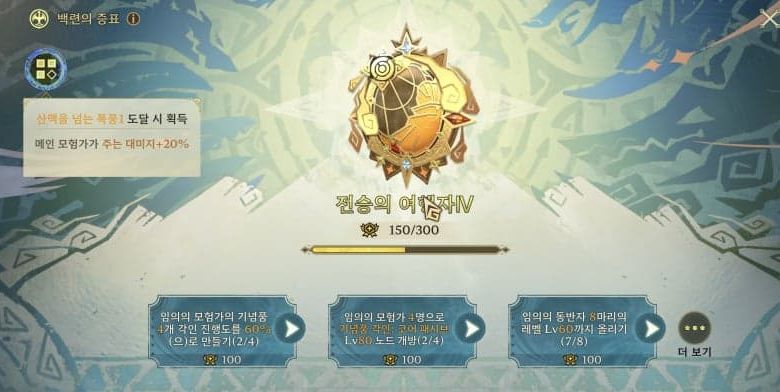 백련의 증표
산맥을 넘는 폭풍1 도달 시 획득
메인 모험가가 주는 대미지+20%
전승의 여행자IV
150/300
임의의 모험가의 기념품
4개 각인 진행도를 60%
(으)로 만들기(2/4)
100
임의의 모험가 4명으로
기념품 각인: 코어 패시브
Lv80 노드 개방(2/4)
100
임의의 동반자 8마리의
레벨 Lv60까지 올리기
(7/8)
100
더 보기